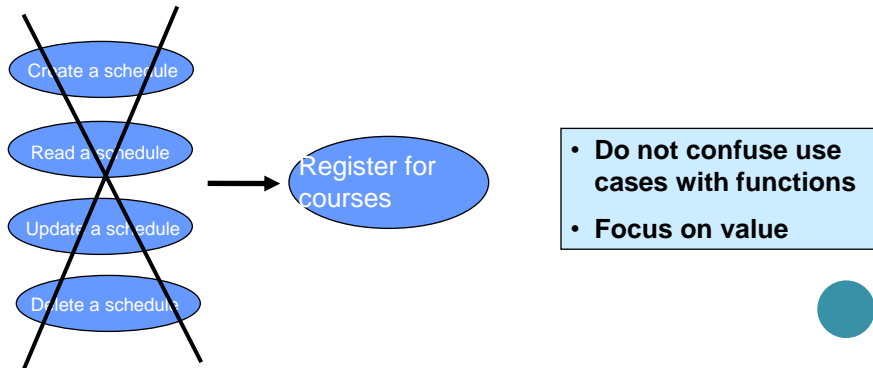 Create a schedule
Read a schedule
Update a schedule
Delete a schedule
Register for
courses
• Do not confuse use
cases with functions
• Focus on value